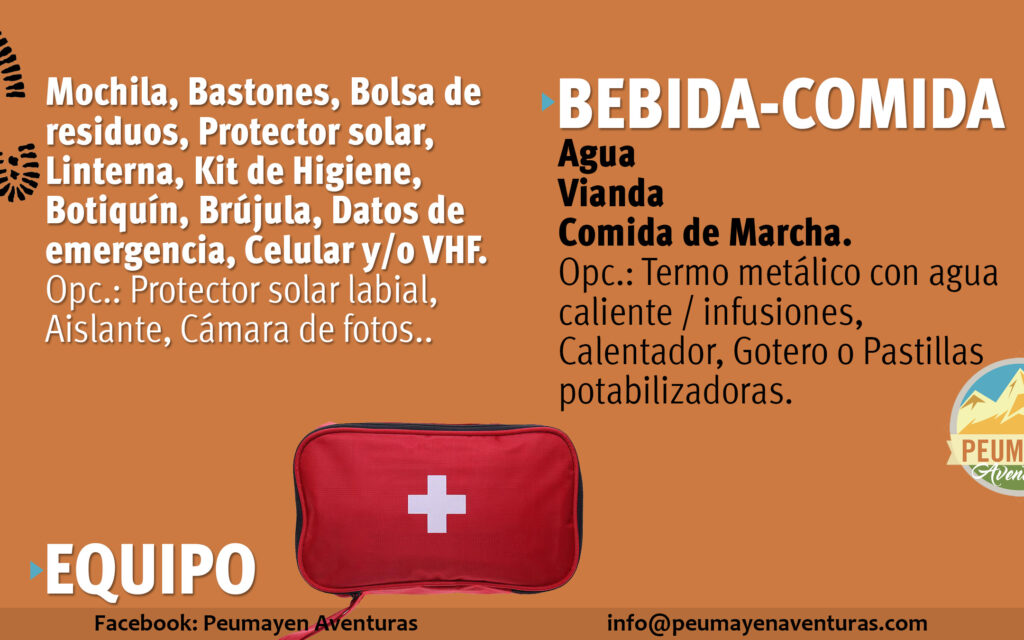 Mochila, Bastones, Bolsa de
residuos, Protector solar,
Linterna, Kit de Higiene,
Botiquín, Brújula, Datos de
emergencia, Celular y/o VHF.
Opc.: Protector solar labial,
Aislante, Cámara de fotos..
EQUIPO
BEBIDA-COMIDA
Agua
Vianda
Comida de Marcha.
Opc.: Termo metálico con agua
caliente / infusiones,
Calentador, Gotero o Pastillas
potabilizadoras.
Facebook: Peumayen Aventuras
info@peumayenaventuras.com